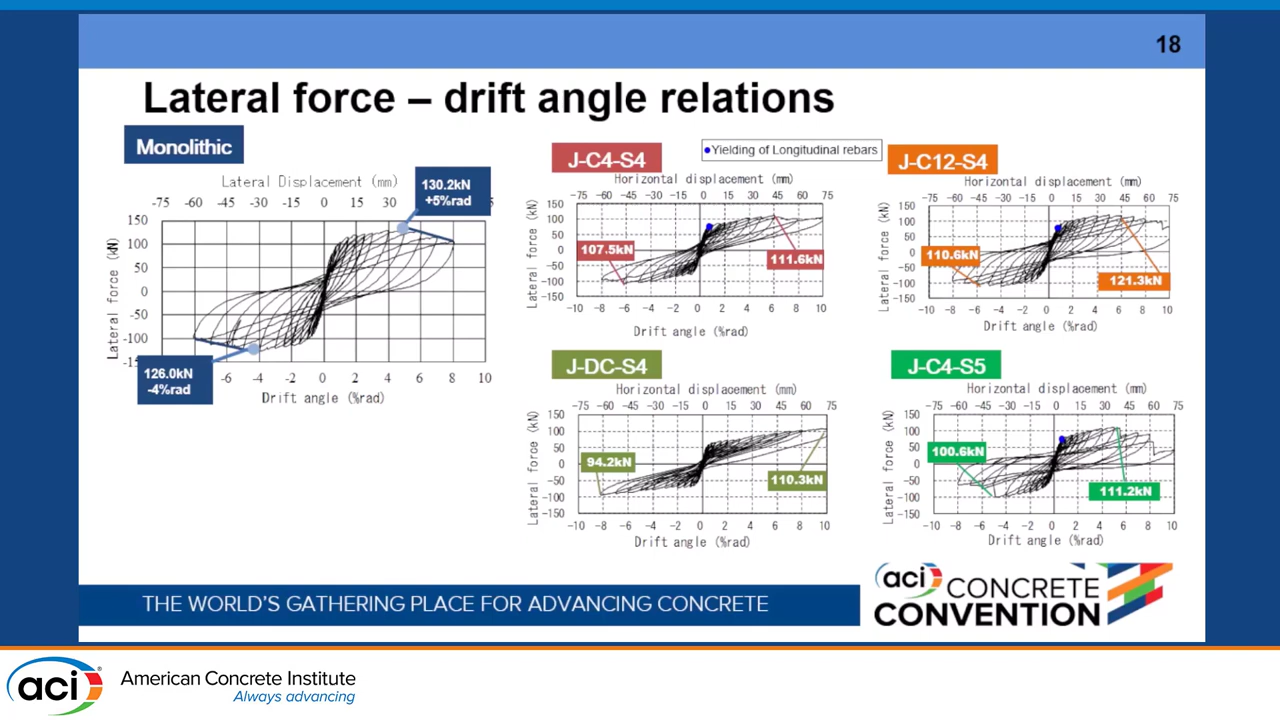 18
Lateral force – drift angle relations
Monolithic
Lateral Displacement (mm)
-75 -60 -45 -30 -15 0 15 30
130.2kN
+5%rad
Lateral force (kN)
150
100
50
0
-50
-100
126.0kN
-4%rad
-6 -4 -2 0 2 4 6 8 10
Drift angle (%rad)
Yielding of Longitudinal rebars
J-C4-S4
Horizontal displacement (mm)
-75 -60 -45 -30 -15 0 15 30 45 60 75
Lateral force (kN)
150
100
50
0
-50
-100
-150
107.5kN
111.6kN
-10 -8 -6 -4 -2 0 2 4 6 8 10
Drift angle (%rad)
J-C12-S4
Horizontal displacement (mm)
-75 -60 -45 -30 -15 0 15 30 45 60 75
Lateral force (kN)
150
100
50
0
-50
-100
-150
110.6kN
121.3kN
-10 -8 -6 -4 -2 0 2 4 6 8 10
Drift angle (%rad)
J-DC-S4
Horizontal displacement (mm)
-75 -60 -45 -30 -15 0 15 30 45 60 75
Lateral force (kN)
150
100
50
0
-50
-100
-150
94.2kN
110.3kN
-10 -8 -6 -4 -2 0 2 4 6 8 10
Drift angle (%rad)
J-C4-S5
Horizontal displacement (mm)
-75 -60 -45 -30 -15 0 15 30 45 60 75
Lateral force (kN)
150
100
50
0
-50
-100
-150
100.6kN
111.2kN
-10 -8 -6 -4 -2 0 2 4 6 8 10
Drift angle (%rad)
THE WORLD'S GATHERING PLACE FOR ADVANCING CONCRETE
aci CONCRETE
CONVENTION
aci
American Concrete Institute
Always advancing